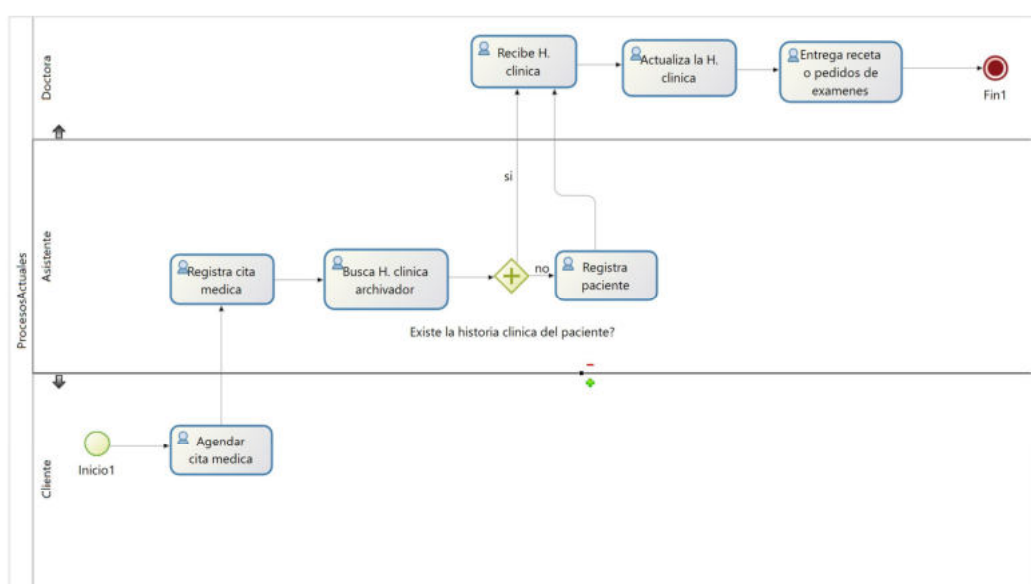 ProcesosActuales
Doctora
Recibe H.
clinica
Actualiza la H.
clinica
Entrega receta
o pedidos de
examenes
Fin1
Asistente
si
Registra cita
medica
Busca H. clinica
archivador
no
Registra
paciente
Existe la historia clinica del paciente?
Cliente
Inicio1
Agendar
cita medica